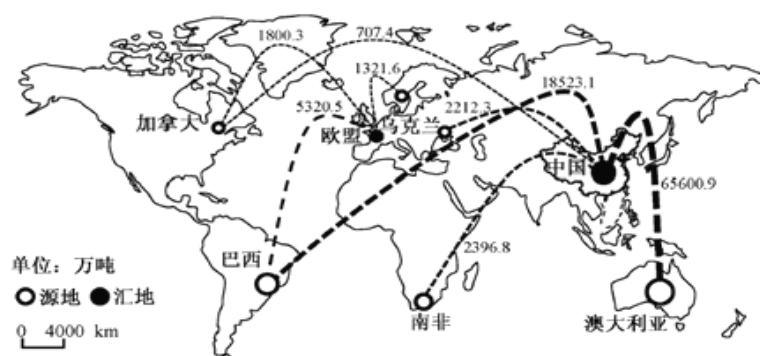 1800.3
707.4
1321.6
18523.1
加拿大
5320.5
欧盟
乌克兰
2212.3
中国
65600.9
2396.8
巴西
单位：万吨
源地 汇地
南非
澳大利亚
0 4000 km